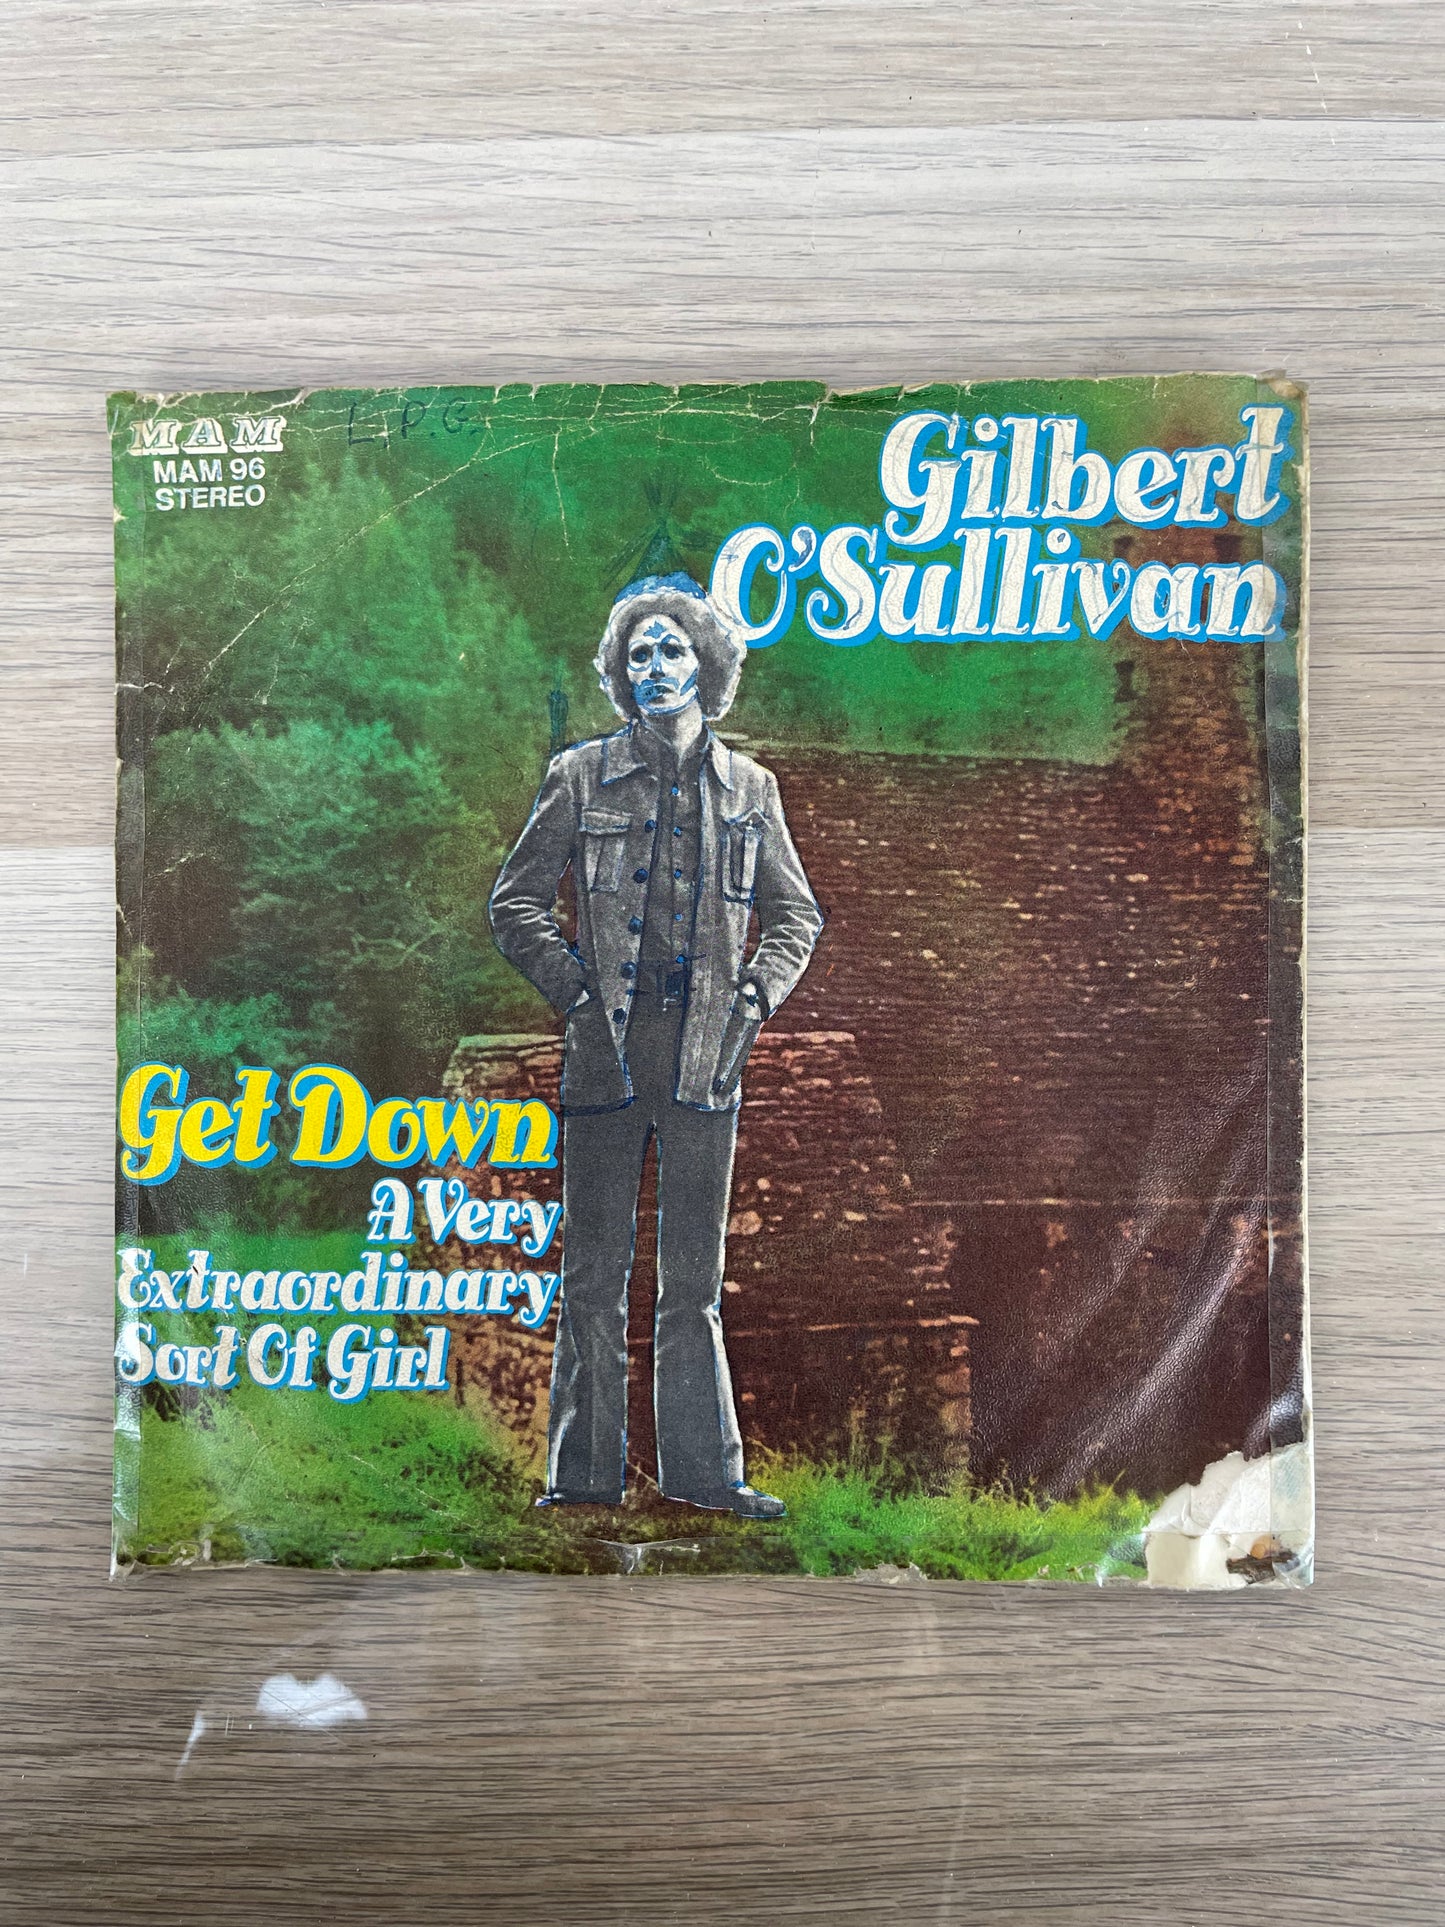 MAM
MAM 96
STEREO
L.P.G.
Gilbert
O'Sullivan
Get Down
A Very
Extraordinary
Sort Of Girl